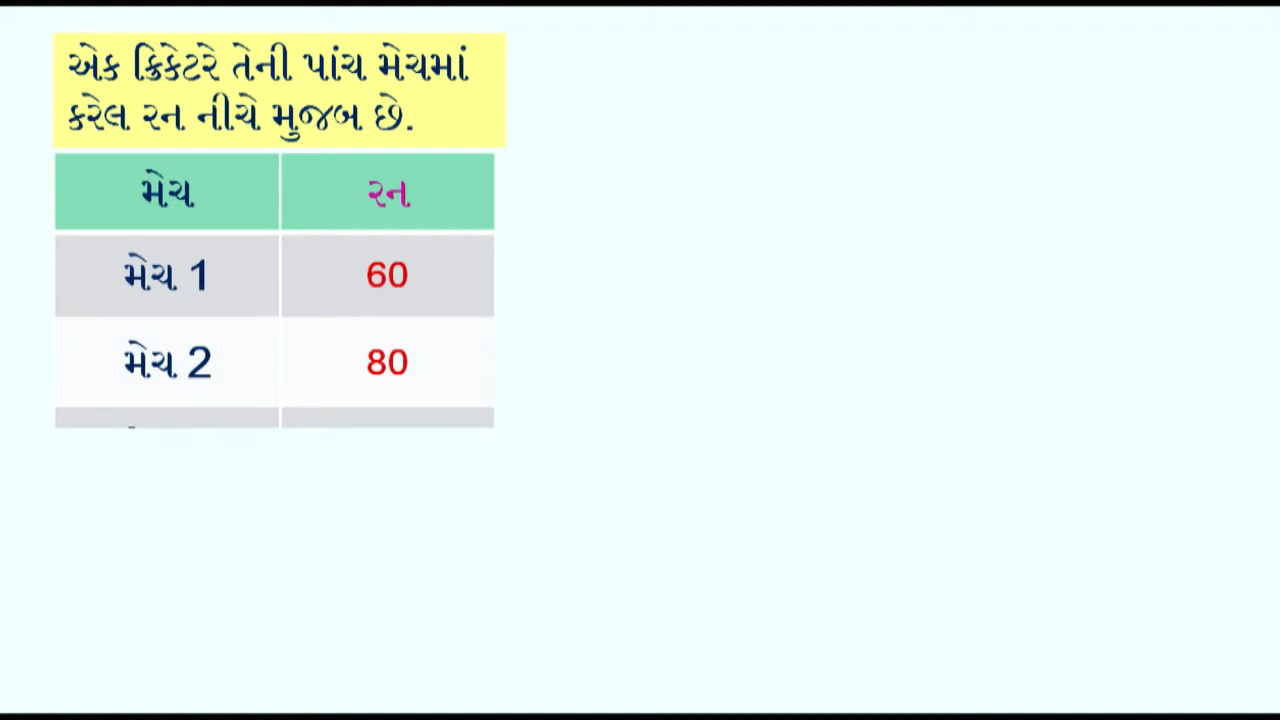 એક ક્રિકેટરે તેની પાંચ મેચમાં
કરેલ રન નીચે મુજબ છે.
મેચ રન
મેચ 1 60
મેચ 2 80